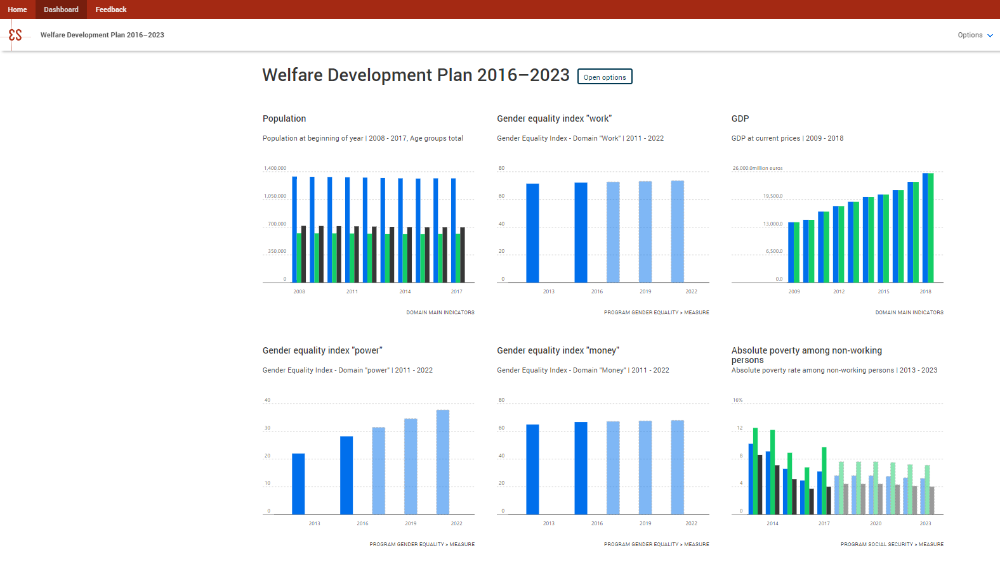 Home Dashboard Feedback
Welfare Development Plan 2016–2023
Options
Welfare Development Plan 2016–2023 Open options
Population
Population at beginning of year | 2008 - 2017, Age groups total
1,400,000
1,050,000
700,000
350,000
0
2008 2011 2014 2017
DOMAIN MAIN INDICATORS
Gender equality index "work"
Gender Equality Index - Domain "Work" | 2011 - 2022
80
60
40
20
0
2013 2016 2019 2022
PROGRAM GENDER EQUALITY > MEASURE
GDP
GDP at current prices | 2009 - 2018
26,000.0million euros
19,500.0
13,000.0
6,500.0
0.0
2009 2012 2015 2018
DOMAIN MAIN INDICATORS
Gender equality index "power"
Gender Equality Index - Domain "power" | 2011 - 2022
40
30
20
10
0
2013 2016 2019 2022
PROGRAM GENDER EQUALITY > MEASURE
Gender equality index "money"
Gender Equality Index - Domain "Money" | 2011 - 2022
80
60
40
20
0
2013 2016 2019 2022
PROGRAM GENDER EQUALITY > MEASURE
Absolute poverty among non-working
persons
Absolute poverty rate among non-working persons | 2013 - 2023
16%
12
8
4
0
2014 2017 2020 2023
PROGRAM SOCIAL SECURITY > MEASURE